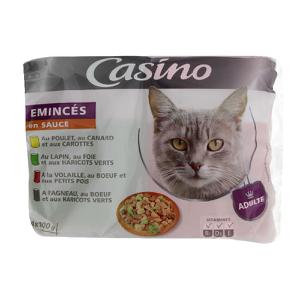 Casino
EMINCÉS
en SAUCE
Au POULET, au CANARD
et aux CAROTTES
Au LAPIN, au FOIE
et aux HARICOTS VERTS
A la VOLAILLE, au BOEUF et
aux PETITS POIS
A l'AGNEAU, au BOEUF et
aux HARICOTS VERTS
ADULTE
VITAMINES